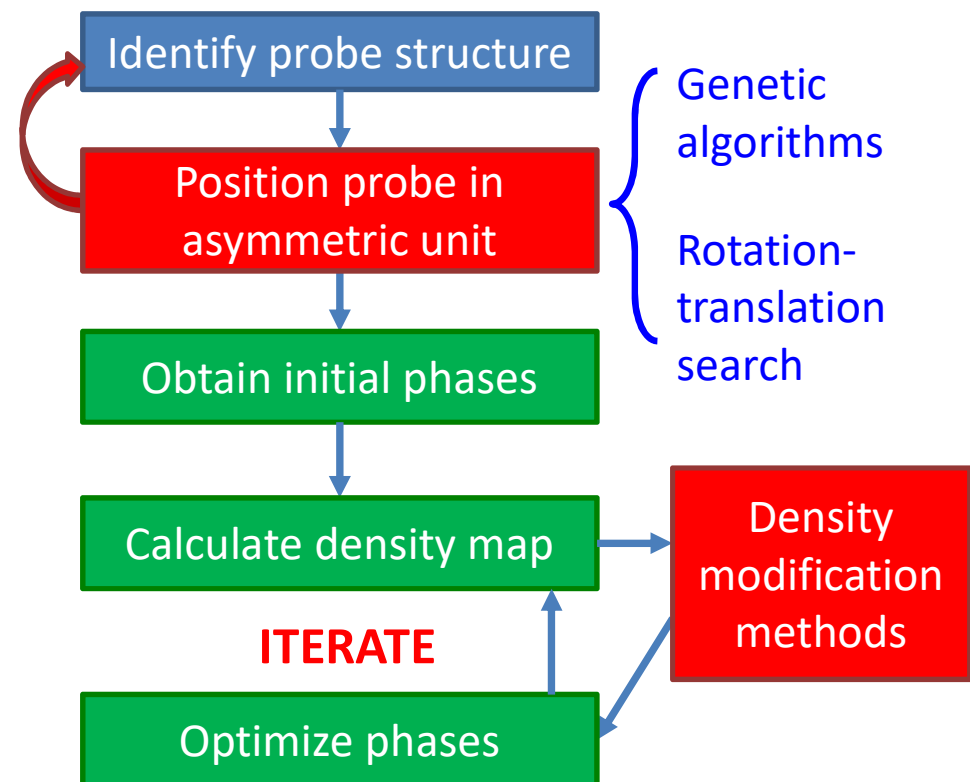 Identify probe structure
Genetic
algorithms
Position probe in
asymmetric unit
Rotation-
translation
search
Obtain initial phases
Calculate density map
Density
modification
methods
ITERATE
Optimize phases